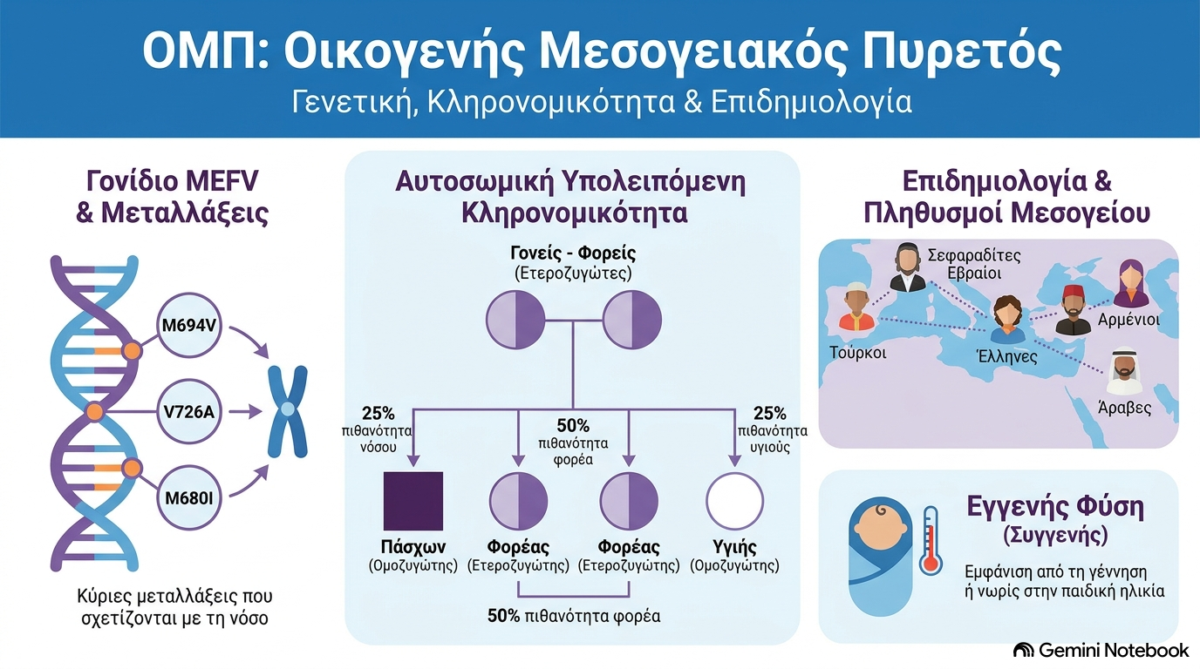 ΟΜΠ: Οικογενής Μεσογειακός Πυρετός
Γενετική, Κληρονομικότητα & Επιδημιολογία
Γονίδιο MEFV
& Μεταλλάξεις
M694V
V726A
M680I
Κύριες μεταλλάξεις που
σχετίζονται με τη νόσο
Αυτοσωμική Υπολειπόμενη
Κληρονομικότητα
Γονείς - Φορείς
(Ετεροζυγώτες)
25%
πιθανότητα
νόσου
50%
πιθανότητα
φορέα
25%
πιθανότητα
υγιούς
Πάσχων
(Ομοζυγώτης)
Φορέας
(Ετεροζυγώτης)
Φορέας
(Ετεροζυγώτης)
Υγιής
(Ομοζυγώτης)
50% πιθανότητα φορέα
Επιδημιολογία &
Πληθυσμοί Μεσογείου
Σεφαραδίτες
Εβραίοι
Τούρκοι
Έλληνες
Αρμένιοι
Άραβες
Εγγενής Φύση
(Συγγενής)
Εμφάνιση από τη γέννηση
ή νωρίς στην παιδική ηλικία
Gemini Notebook